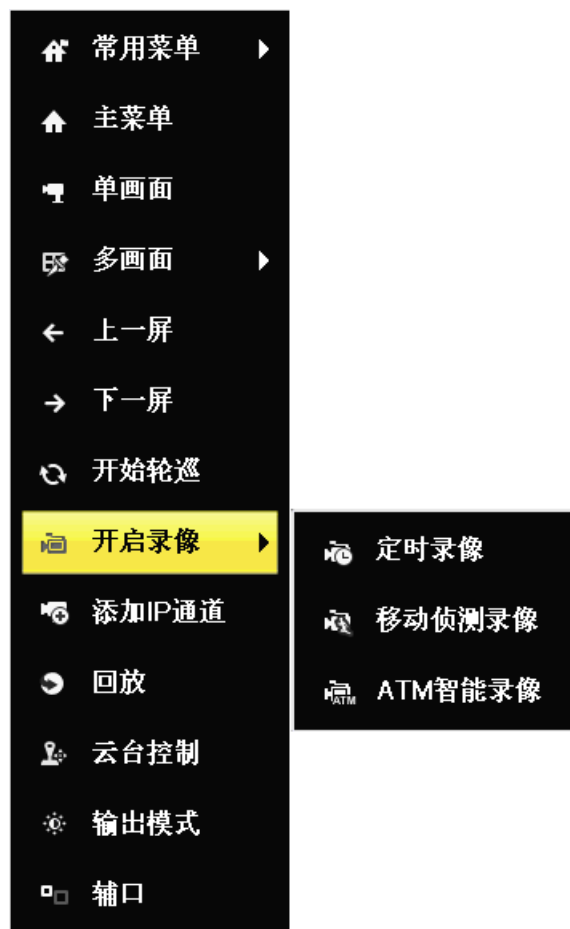 常用菜单
主菜单
单画面
多画面
上一屏
下一屏
开始轮巡
开启录像
定时录像
添加IP通道
移动侦测录像
回放
ATM
ATM智能录像
云台控制
输出模式
辅口